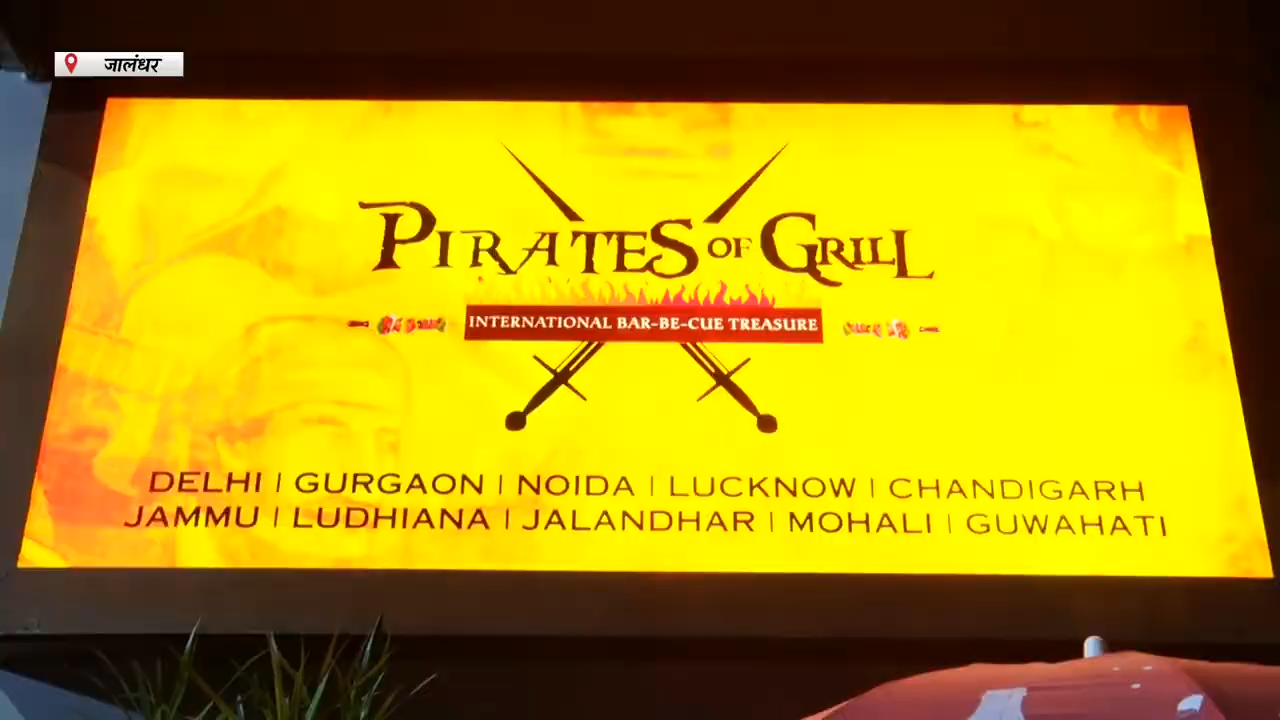 जालंधर
PIRATES OF GRILL
INTERNATIONAL BAR-BE-CUE TREASURE
DELHI | GURGAON | NOIDA | LUCKNOW | CHANDIGARH
JAMMU | LUDHIANA | JALANDHAR | MOHALI | GUWAHATI